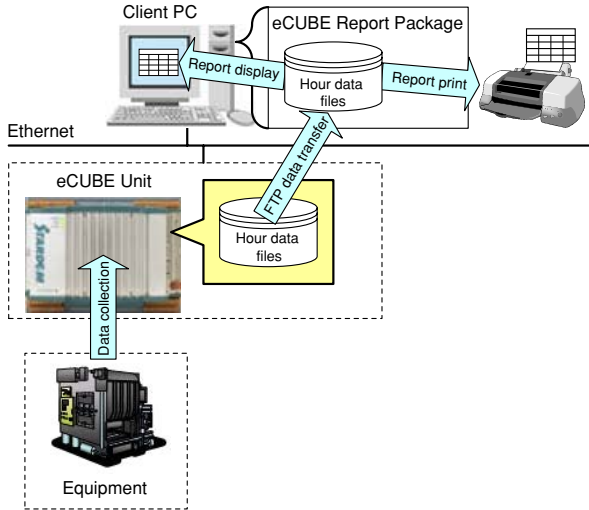 Client PC
eCUBE Report Package
Report display
Hour data
files
Report print
Ethernet
FTP data transfer
eCUBE Unit
STARDOM
Hour data
files
Data collection
Equipment